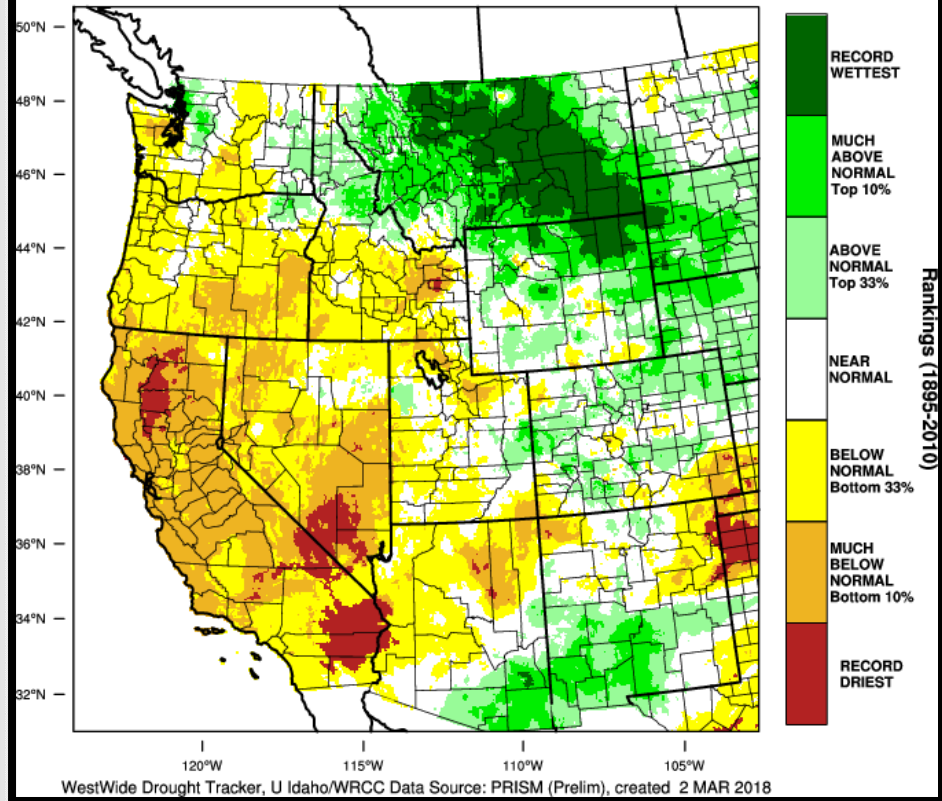 50°N
48°N
46°N
44°N
42°N
40°N
38°N
36°N
34°N
32°N
120°W
115°W
110°W
105°W
RECORD
WETTEST
MUCH
ABOVE
NORMAL
Top 10%
ABOVE
NORMAL
Top 33%
NEAR
NORMAL
BELOW
NORMAL
Bottom 33%
MUCH
BELOW
NORMAL
Bottom 10%
RECORD
DRIEST
Rankings (1895-2010)
WestWide Drought Tracker, U Idaho/WRCC Data Source: PRISM (Prelim), created 2 MAR 2018